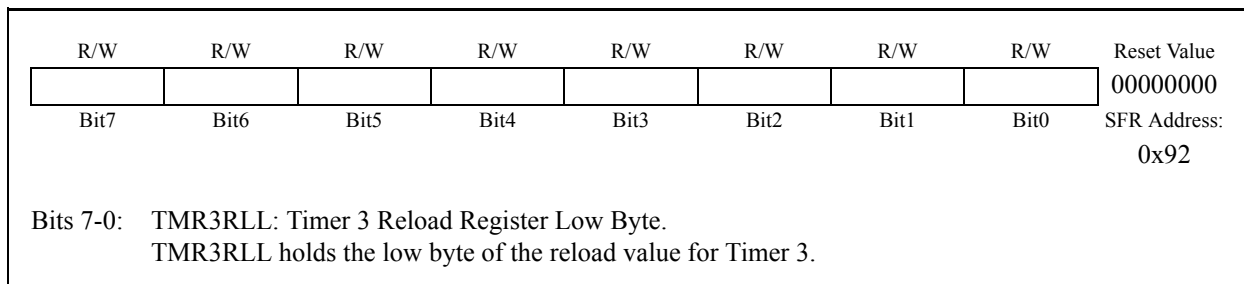 R/W R/W R/W R/W R/W R/W R/W R/W Reset Value
00000000
Bit7 Bit6 Bit5 Bit4 Bit3 Bit2 Bit1 Bit0 SFR Address:
0x92
Bits 7-0: TMR3RLL: Timer 3 Reload Register Low Byte.
TMR3RLL holds the low byte of the reload value for Timer 3.